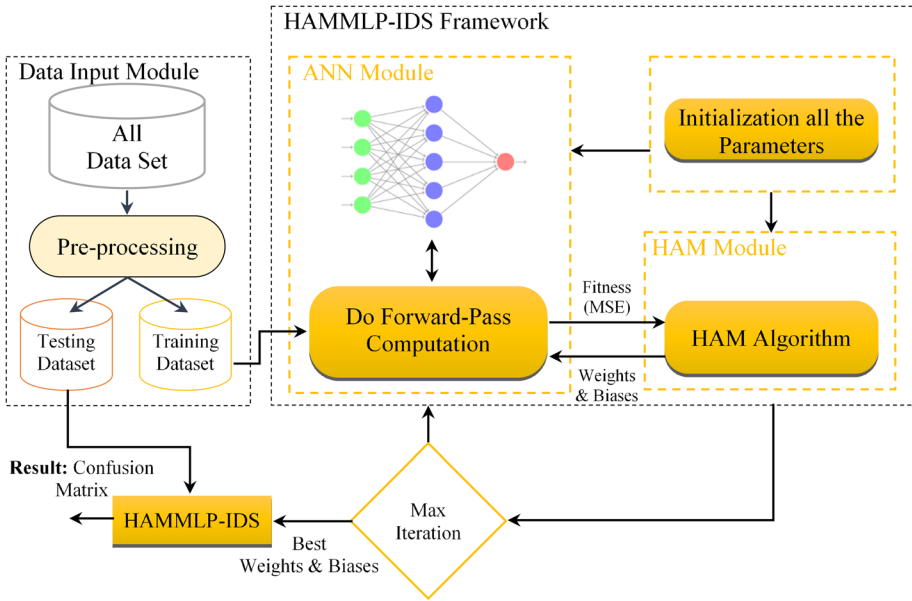 HAMMLP-IDS Framework
Data Input Module
All
Data Set
Pre-processing
Testing
Dataset
Training
Dataset
ANN Module
Do Forward-Pass
Computation
Initialization all the
Parameters
HAM Module
Fitness
(MSE)
HAM Algorithm
Weights
& Biases
Result: Confusion
Matrix
HAMMLP-IDS
Best
Weights & Biases
Max
Iteration